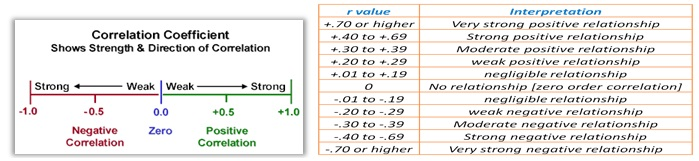 Correlation Coefficient
Shows Strength & Direction of Correlation
Strong Weak Weak Strong
-1.0 -0.5 0.0 +0.5 +1.0
Negative Correlation Zero Positive Correlation
r value Interpretation
+.70 or higher Very strong positive relationship
+.40 to +.69 Strong positive relationship
+.30 to +.39 Moderate positive relationship
+.20 to +.29 weak positive relationship
+.01 to +.19 negligible relationship
0 No relationship [zero order correlation]
-.01 to -.19 negligible relationship
-.20 to -.29 weak negative relationship
-.30 to -.39 Moderate negative relationship
-.40 to -.69 Strong negative relationship
-.70 or higher Very strong negative relationship